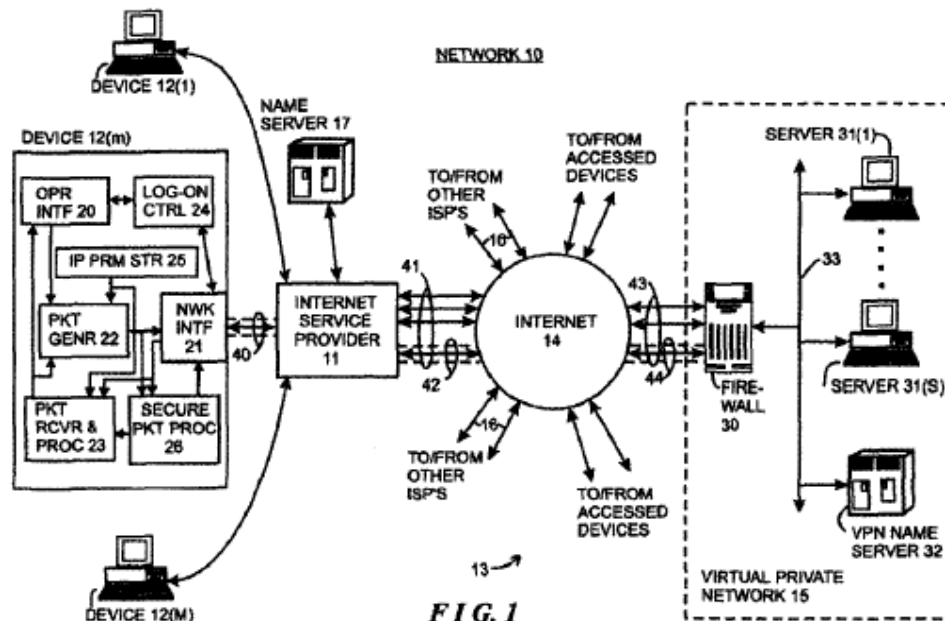 NETWORK 10
DEVICE 12(1)
NAME
SERVER 17
DEVICE 12(m)
OPR
INTF 20
LOG-ON
CTRL 24
IP PRM STR 25
PKT
GENR 22
NWK
INTF
21
PKT
RCVR &
PROC 23
SECURE
PKT PROC
26
40
INTERNET
SERVICE
PROVIDER
11
41
42
TO/FROM
OTHER
ISP'S
16
TO/FROM
ACCESSED
DEVICES
INTERNET
14
43
44
TO/FROM
OTHER
ISP'S
16
TO/FROM
ACCESSED
DEVICES
FIRE-
WALL
30
SERVER 31(1)
33
SERVER 31(S)
VPN NAME
SERVER 32
VIRTUAL PRIVATE
NETWORK 15
DEVICE 12(M)
13
FIG. 1